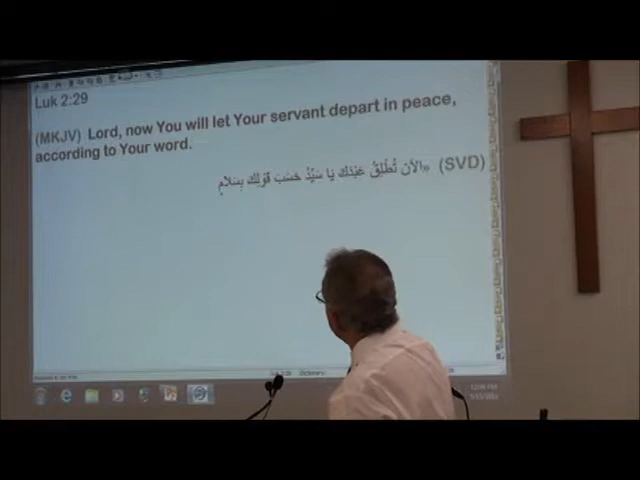 Luk 2:29
(MKJV) Lord, now You will let Your servant depart in peace,
according to Your word.
(SVD) «الآنَ تُطْلِقُ عَبْدَكَ يَا سَيِّدُ حَسَبَ قَوْلِكَ بِسَلاَمٍ
Dictionary